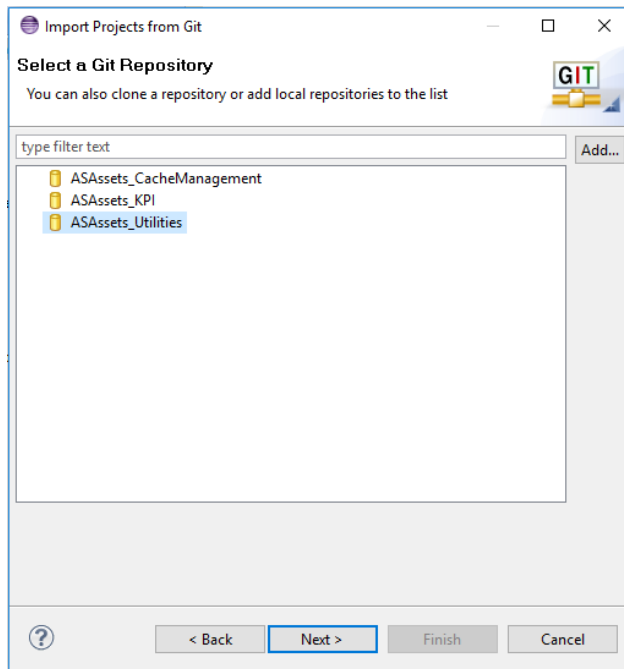 Import Projects from Git
Select a Git Repository
You can also clone a repository or add local repositories to the list
GIT
type filter text
Add...
ASAssets_CacheManagement
ASAssets_KPI
ASAssets_Utilities
?
< Back
Next >
Finish
Cancel